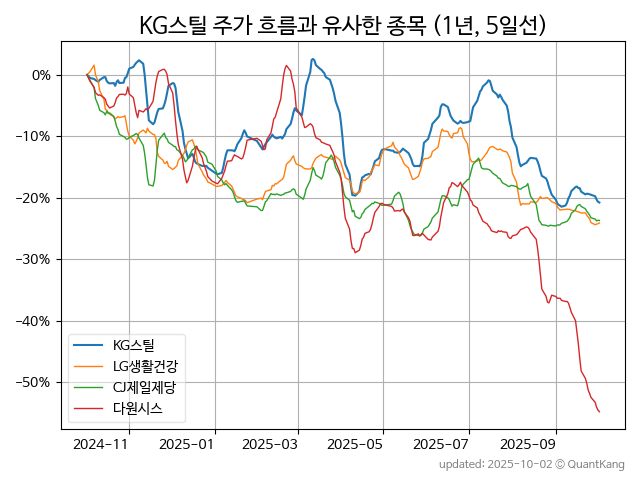 KG스틸 주가 흐름과 유사한 종목 (1년, 5일선)
0%
-10%
-20%
-30%
-40%
-50%
KG스틸
LG생활건강
CJ제일제당
다원시스
2024-11
2025-01
2025-03
2025-05
2025-07
2025-09
updated: 2025-10-02 © QuantKang